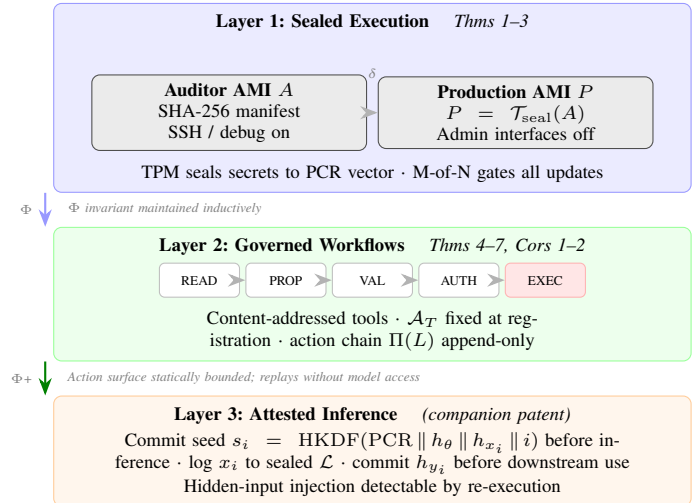 Layer 1: Sealed Execution Thms 1–3
δ
Auditor AMI A
SHA-256 manifest
SSH / debug on
Production AMI P
P = 𝒯seal(A)
Admin interfaces off
TPM seals secrets to PCR vector · M-of-N gates all updates
Φ Φ invariant maintained inductively
Layer 2: Governed Workflows Thms 4–7, Cors 1–2
READ PROP VAL AUTH EXEC
Content-addressed tools · 𝒜T fixed at reg-
istration · action chain Π(L) append-only
Φ+ Action surface statically bounded; replays without model access
Layer 3: Attested Inference (companion patent)
Commit seed si = HKDF(PCR ∥ hθ ∥ hxi ∥ i) before in-
ference · log xi to sealed ℒ · commit hyi before downstream use
Hidden-input injection detectable by re-execution